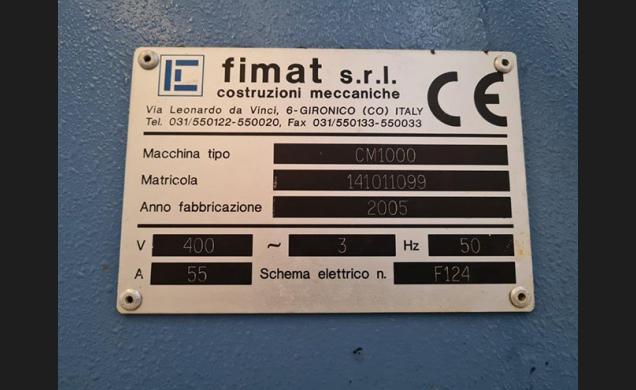 fimat s.r.l.
costruzioni meccaniche
Via Leonardo da Vinci, 6-GIRONICO (CO) ITALY
Tel. 031/550122-550020, Fax 031/550133-550033
CE
Macchina tipo CM1000
Matricola 141011099
Anno fabbricazione 2005
V 400 ~ 3 Hz 50
A 55 Schema elettrico n. F124